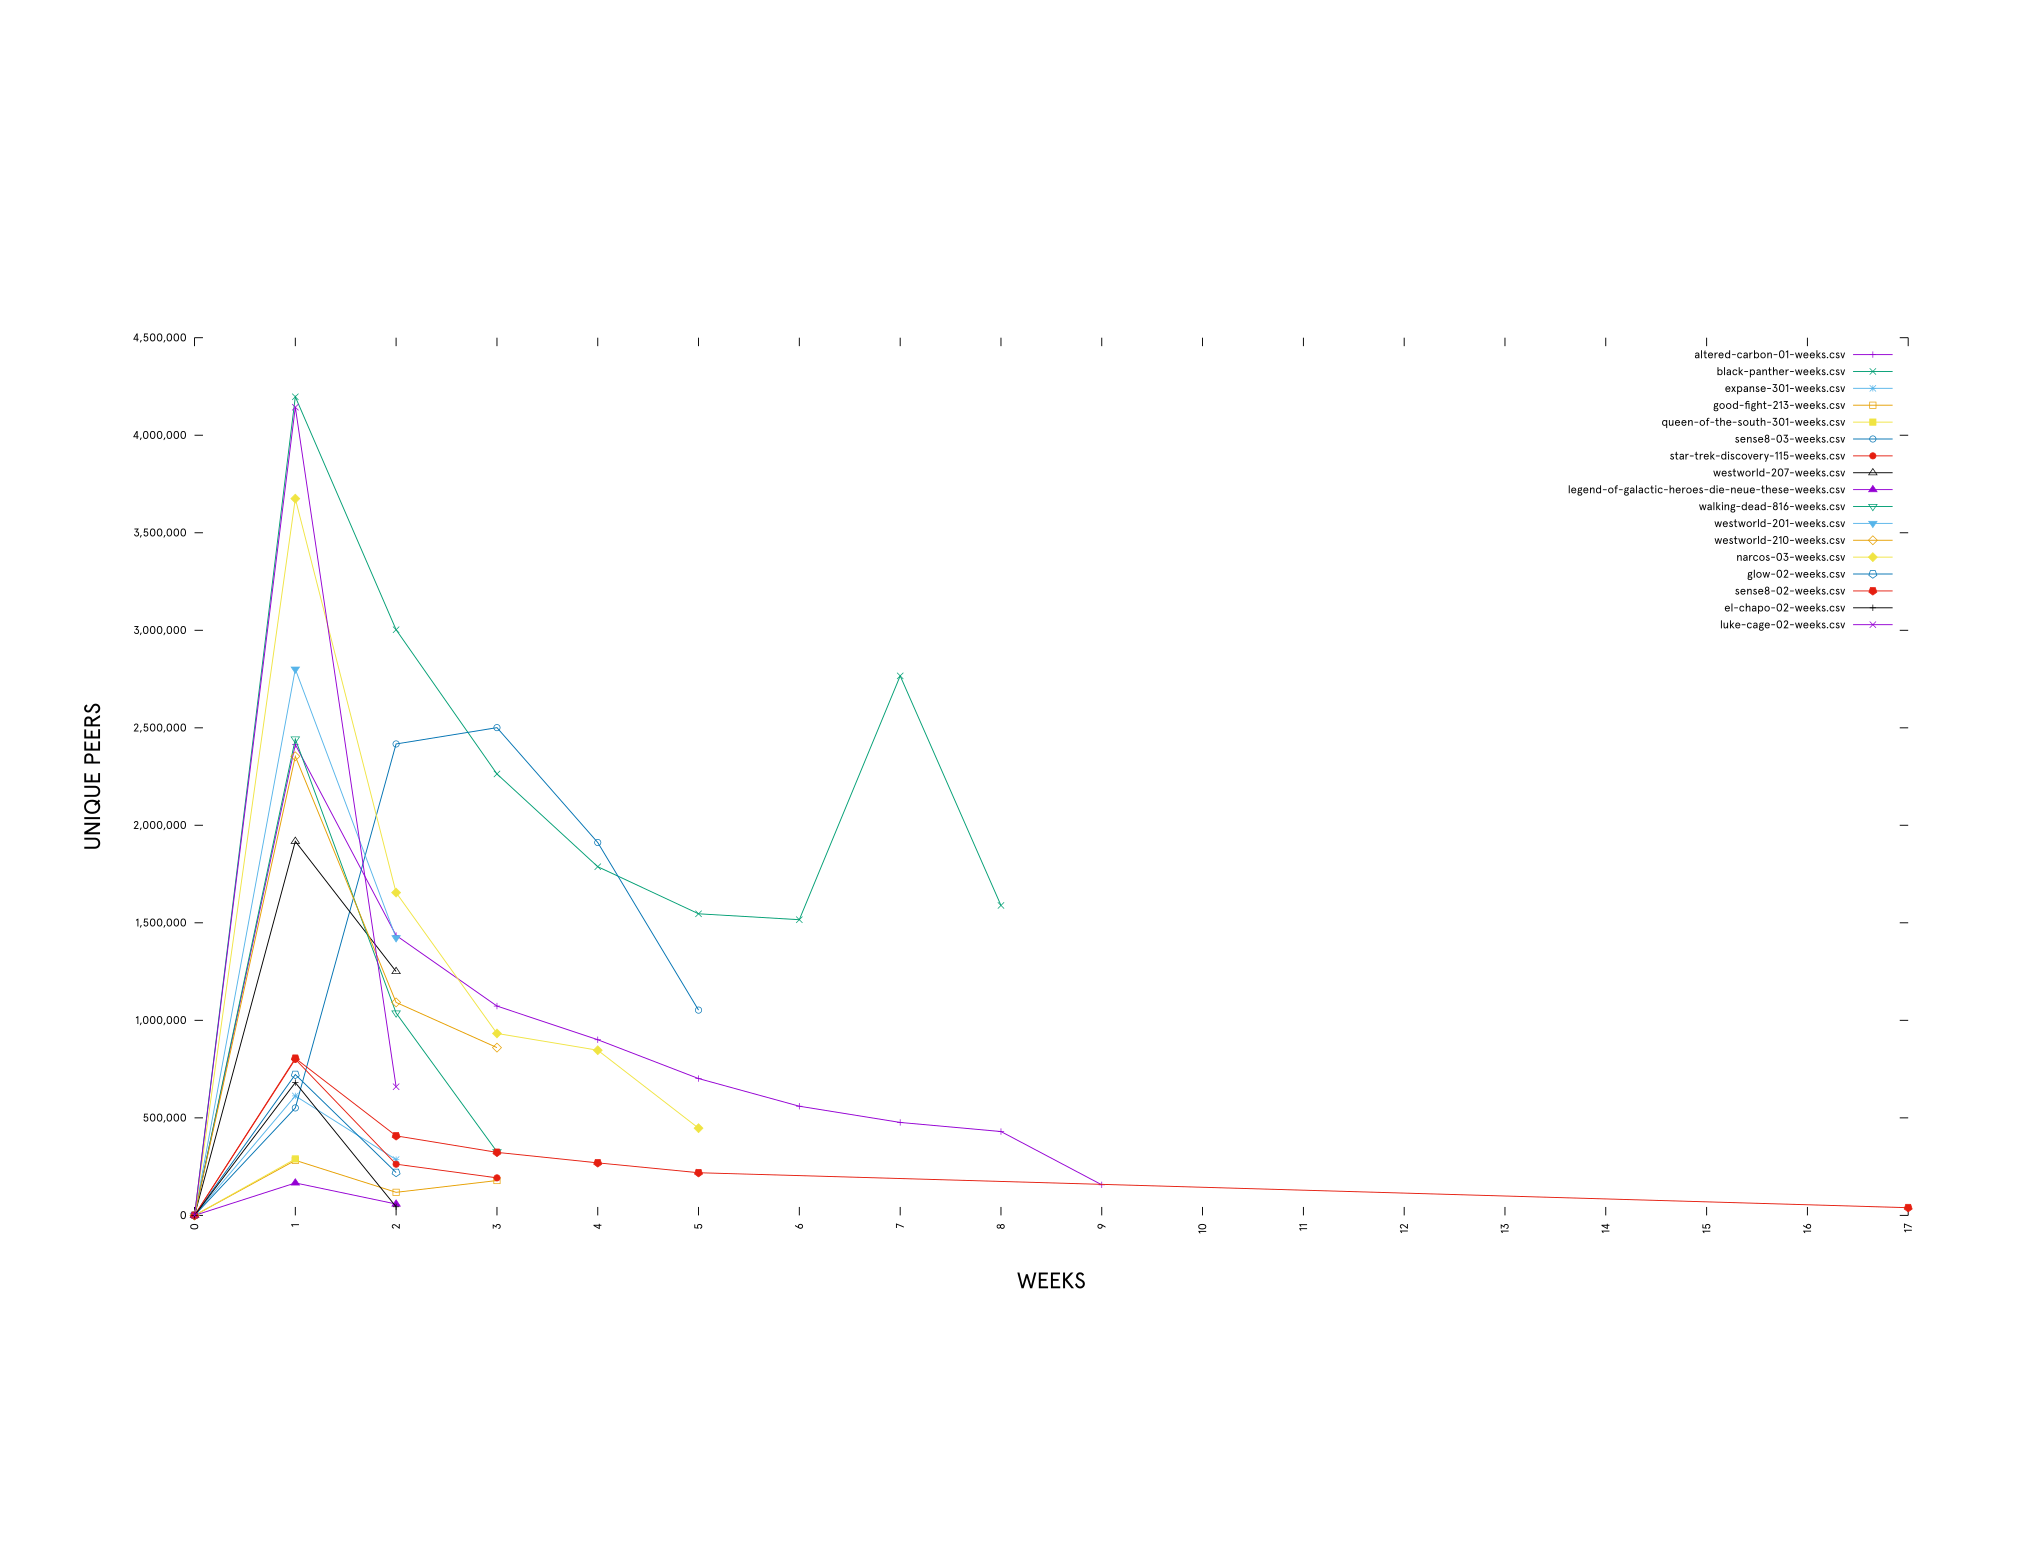 4,500,000
4,000,000
3,500,000
3,000,000
2,500,000
2,000,000
1,500,000
1,000,000
500,000
0
UNIQUE PEERS
altered-carbon-01-weeks.csv
black-panther-weeks.csv
expanse-301-weeks.csv
good-fight-213-weeks.csv
queen-of-the-south-301-weeks.csv
sense8-03-weeks.csv
star-trek-discovery-115-weeks.csv
westworld-207-weeks.csv
legend-of-galactic-heroes-die-neue-these-weeks.csv
walking-dead-816-weeks.csv
westworld-201-weeks.csv
westworld-210-weeks.csv
narcos-03-weeks.csv
glow-02-weeks.csv
sense8-02-weeks.csv
el-chapo-02-weeks.csv
luke-cage-02-weeks.csv
0 1 2 3 4 5 6 7 8 9 10 11 12 13 14 15 16 17
WEEKS